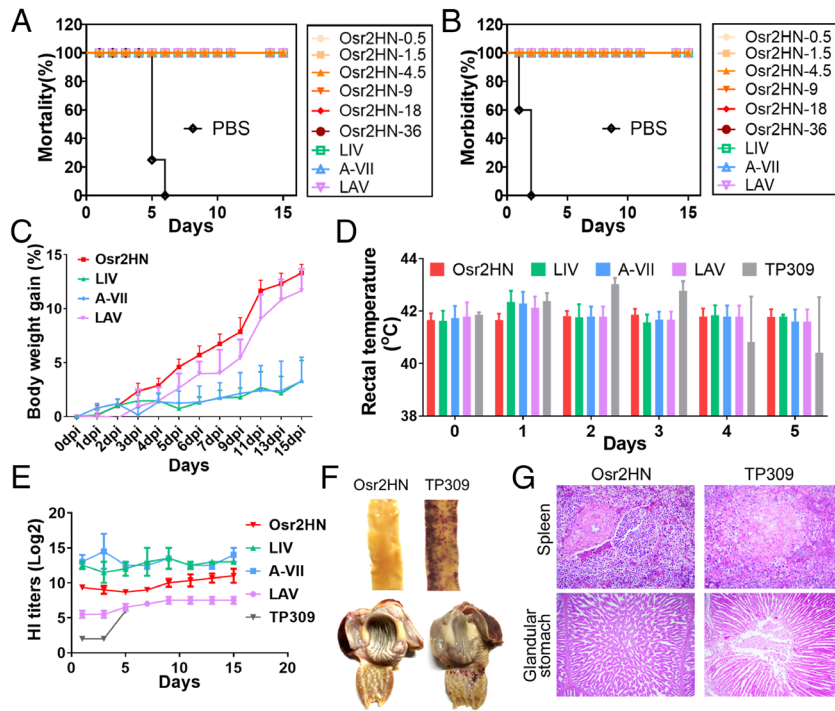 A
Mortality(%)
120
100
80
60
40
20
0
0
5
10
15
Days
PBS
Osr2HN-0.5
Osr2HN-1.5
Osr2HN-4.5
Osr2HN-9
Osr2HN-18
Osr2HN-36
LIV
A-VII
LAV
B
Morbidity(%)
120
100
80
60
40
20
0
0
5
10
15
Days
PBS
Osr2HN-0.5
Osr2HN-1.5
Osr2HN-4.5
Osr2HN-9
Osr2HN-18
Osr2HN-36
LIV
A-VII
LAV
C
Body weight gain (%)
15
10
5
0
Osr2HN
LIV
A-VII
LAV
0dpi
1dpi
2dpi
3dpi
4dpi
5dpi
6dpi
7dpi
9dpi
11dpi
13dpi
15dpi
Days
D
Rectal temperature
(°C)
44
42
40
38
Osr2HN LIV A-VII LAV TP309
0 1 2 3 4 5
Days
E
HI titers (Log2)
20
15
10
5
0
0 5 10 15 20
Days
Osr2HN
LIV
A-VII
LAV
TP309
F
Osr2HN TP309
G
Osr2HN TP309
Spleen
Glandular
stomach